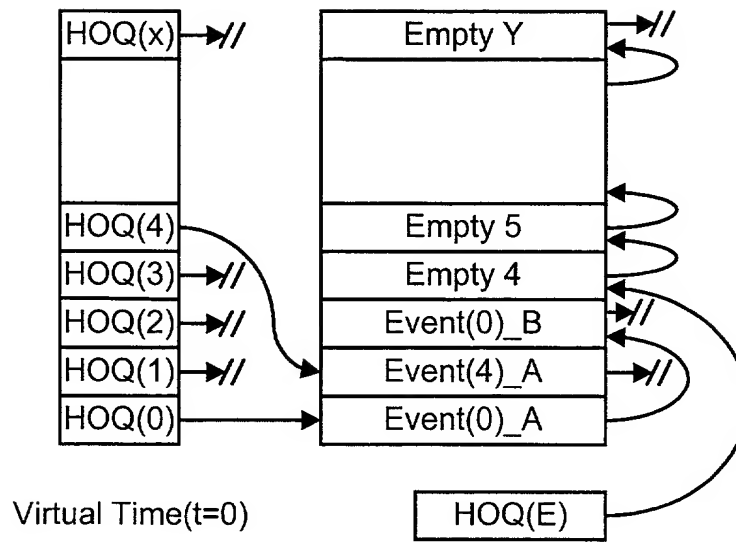 HOQ(x)
Empty Y
HOQ(4)
Empty 5
HOQ(3)
Empty 4
HOQ(2)
Event(0)_B
HOQ(1)
Event(4)_A
HOQ(0)
Event(0)_A
Virtual Time(t=0)
HOQ(E)